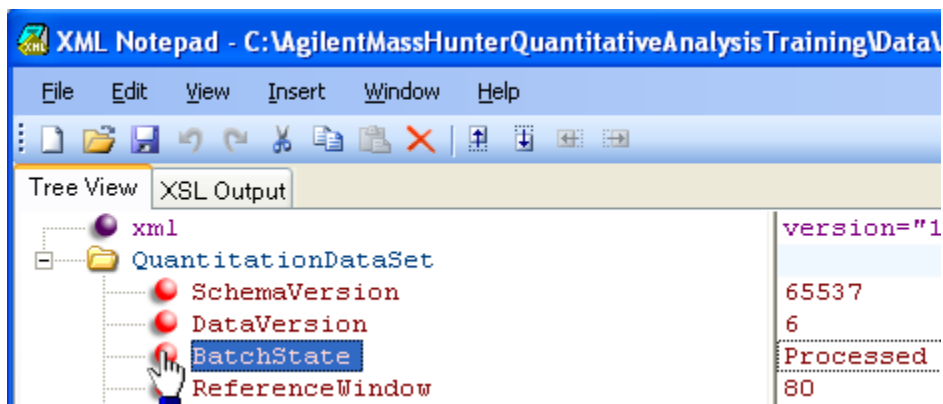 XML Notepad - C:\AgilentMassHunterQuantitativeAnalysisTraining\Data\
File Edit View Insert Window Help
Tree View XSL Output
xml version="1
QuantitationDataSet
SchemaVersion 65537
DataVersion 6
BatchState Processed
ReferenceWindow 80